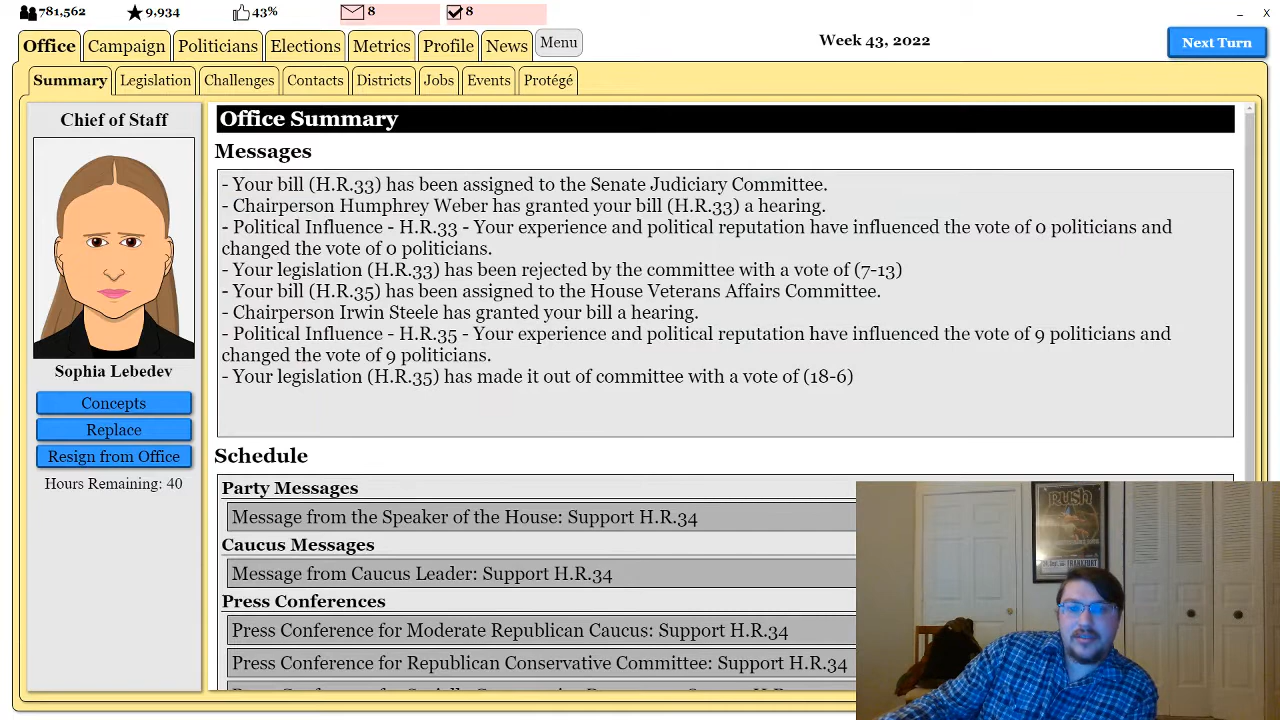 781,562 9,934 43% 8 8
Office Campaign Politicians Elections Metrics Profile News Menu Week 43, 2022 Next Turn
Summary Legislation Challenges Contacts Districts Jobs Events Protégé
Chief of Staff
Sophia Lebedev
Concepts
Replace
Resign from Office
Hours Remaining: 40
Office Summary
Messages
- Your bill (H.R.33) has been assigned to the Senate Judiciary Committee.
- Chairperson Humphrey Weber has granted your bill (H.R.33) a hearing.
- Political Influence - H.R.33 - Your experience and political reputation have influenced the vote of 0 politicians and
changed the vote of 0 politicians.
- Your legislation (H.R.33) has been rejected by the committee with a vote of (7-13)
- Your bill (H.R.35) has been assigned to the House Veterans Affairs Committee.
- Chairperson Irwin Steele has granted your bill a hearing.
- Political Influence - H.R.35 - Your experience and political reputation have influenced the vote of 9 politicians and
changed the vote of 9 politicians.
- Your legislation (H.R.35) has made it out of committee with a vote of (18-6)
Schedule
Party Messages
Message from the Speaker of the House: Support H.R.34
Caucus Messages
Message from Caucus Leader: Support H.R.34
Press Conferences
Press Conference for Moderate Republican Caucus: Support H.R.34
Press Conference for Republican Conservative Committee: Support H.R.34
RUSH